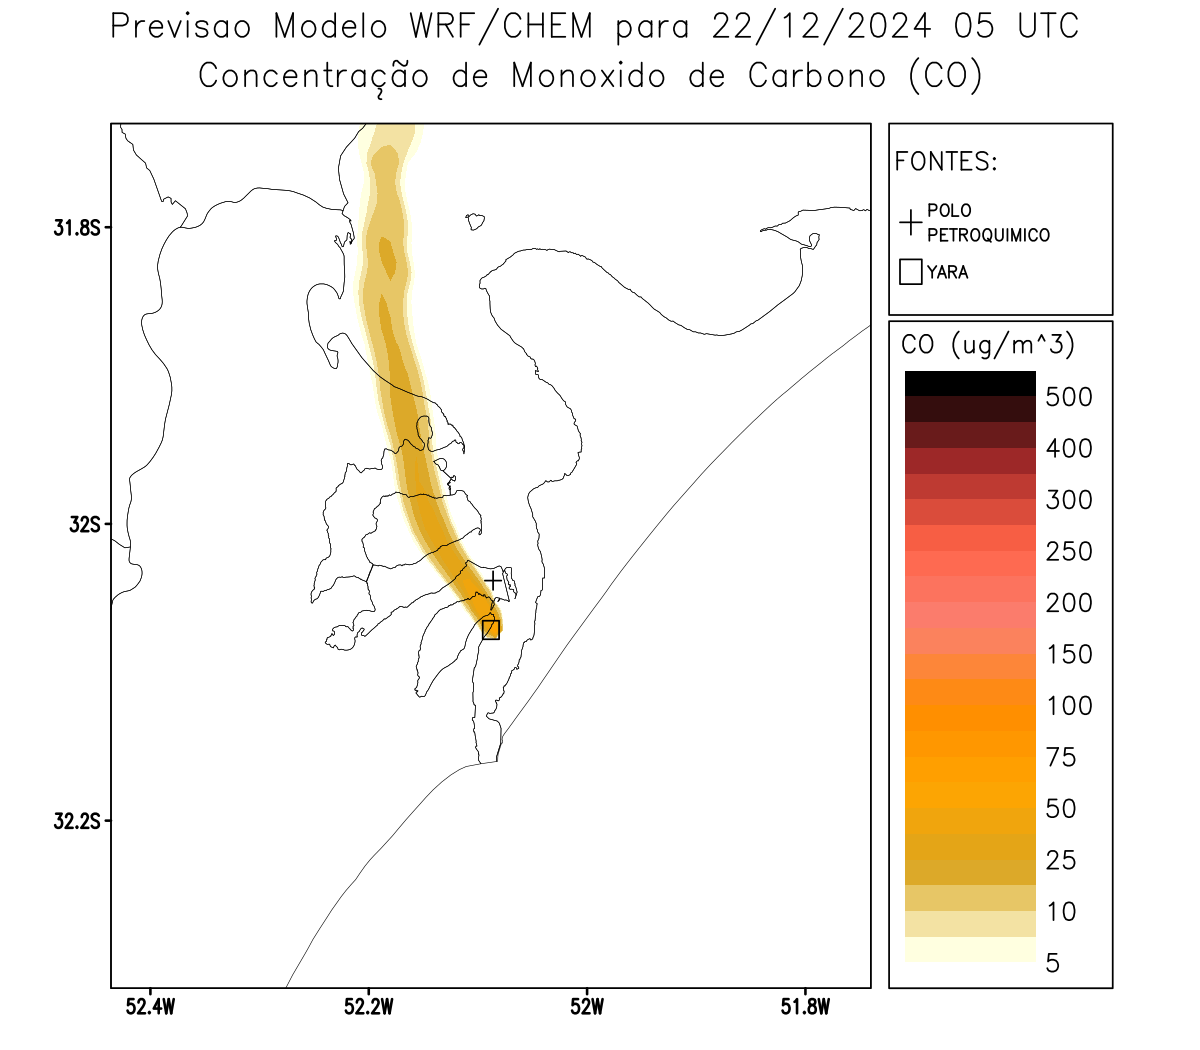 Previsao Modelo WRF/CHEM para 22/12/2024 05 UTC
Concentração de Monoxido de Carbono (CO)
FONTES:
POLO
PETROQUIMICO
YARA
CO (ug/m^3)
500
400
300
250
200
150
100
75
50
25
10
5
31.8S
32S
32.2S
52.4W
52.2W
52W
51.8W